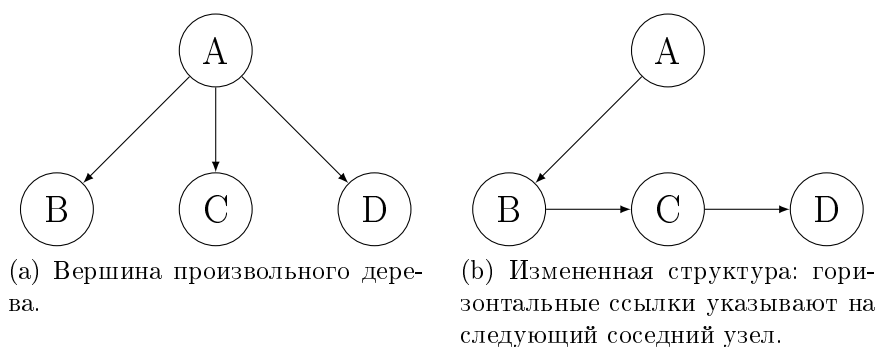 A
A
B
C
D
B
C
D
(a) Вершина произвольного дере-
ва.
(b) Измененная структура: гори-
зонтальные ссылки указывают на
следующий соседний узел.